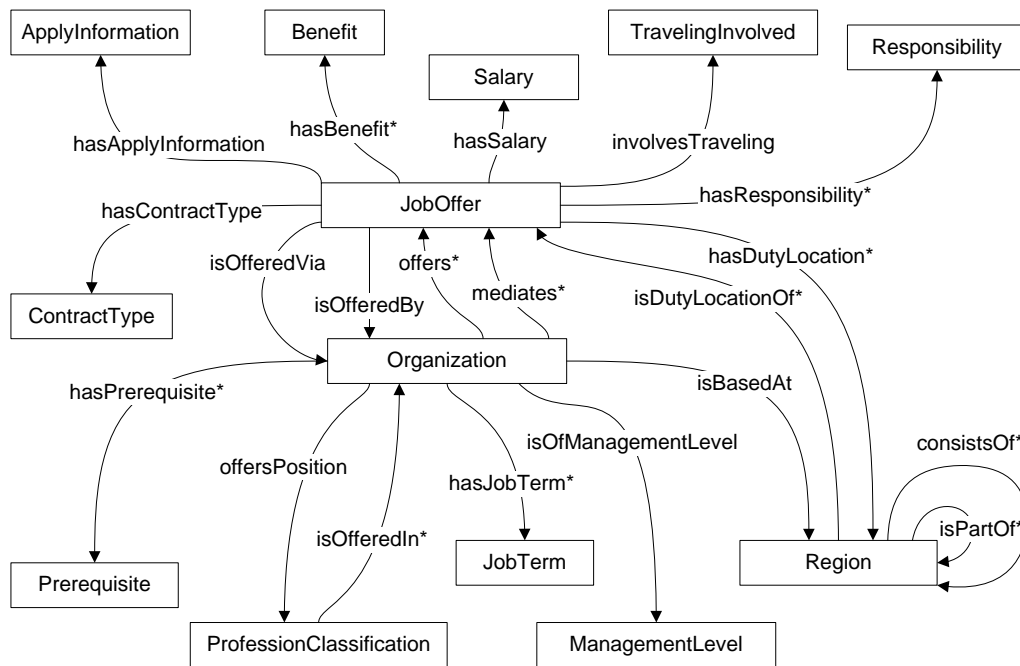 ApplyInformation
Benefit
TravelingInvolved
Responsibility
Salary
hasBenefit*
hasApplyInformation
hasSalary
involvesTraveling
hasResponsibility*
JobOffer
hasContractType
isOfferedVia
offers*
hasDutyLocation*
mediates*
isDutyLocationOf*
isOfferedBy
ContractType
Organization
hasPrerequisite*
isBasedAt
isOfManagementLevel
consistsOf*
offersPosition
hasJobTerm*
isPartOf*
isOfferedIn*
Prerequisite
JobTerm
Region
ProfessionClassification
ManagementLevel